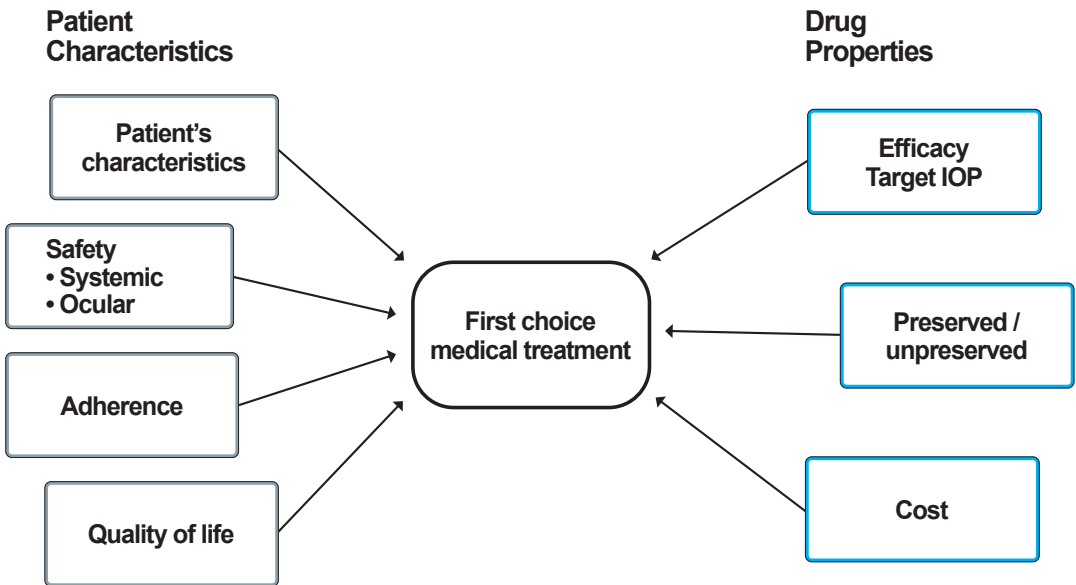 Patient
Characteristics
Patient’s
characteristics
Safety
• Systemic
• Ocular
Adherence
Quality of life
First choice
medical treatment
Drug
Properties
Efficacy
Target IOP
Preserved /
unpreserved
Cost